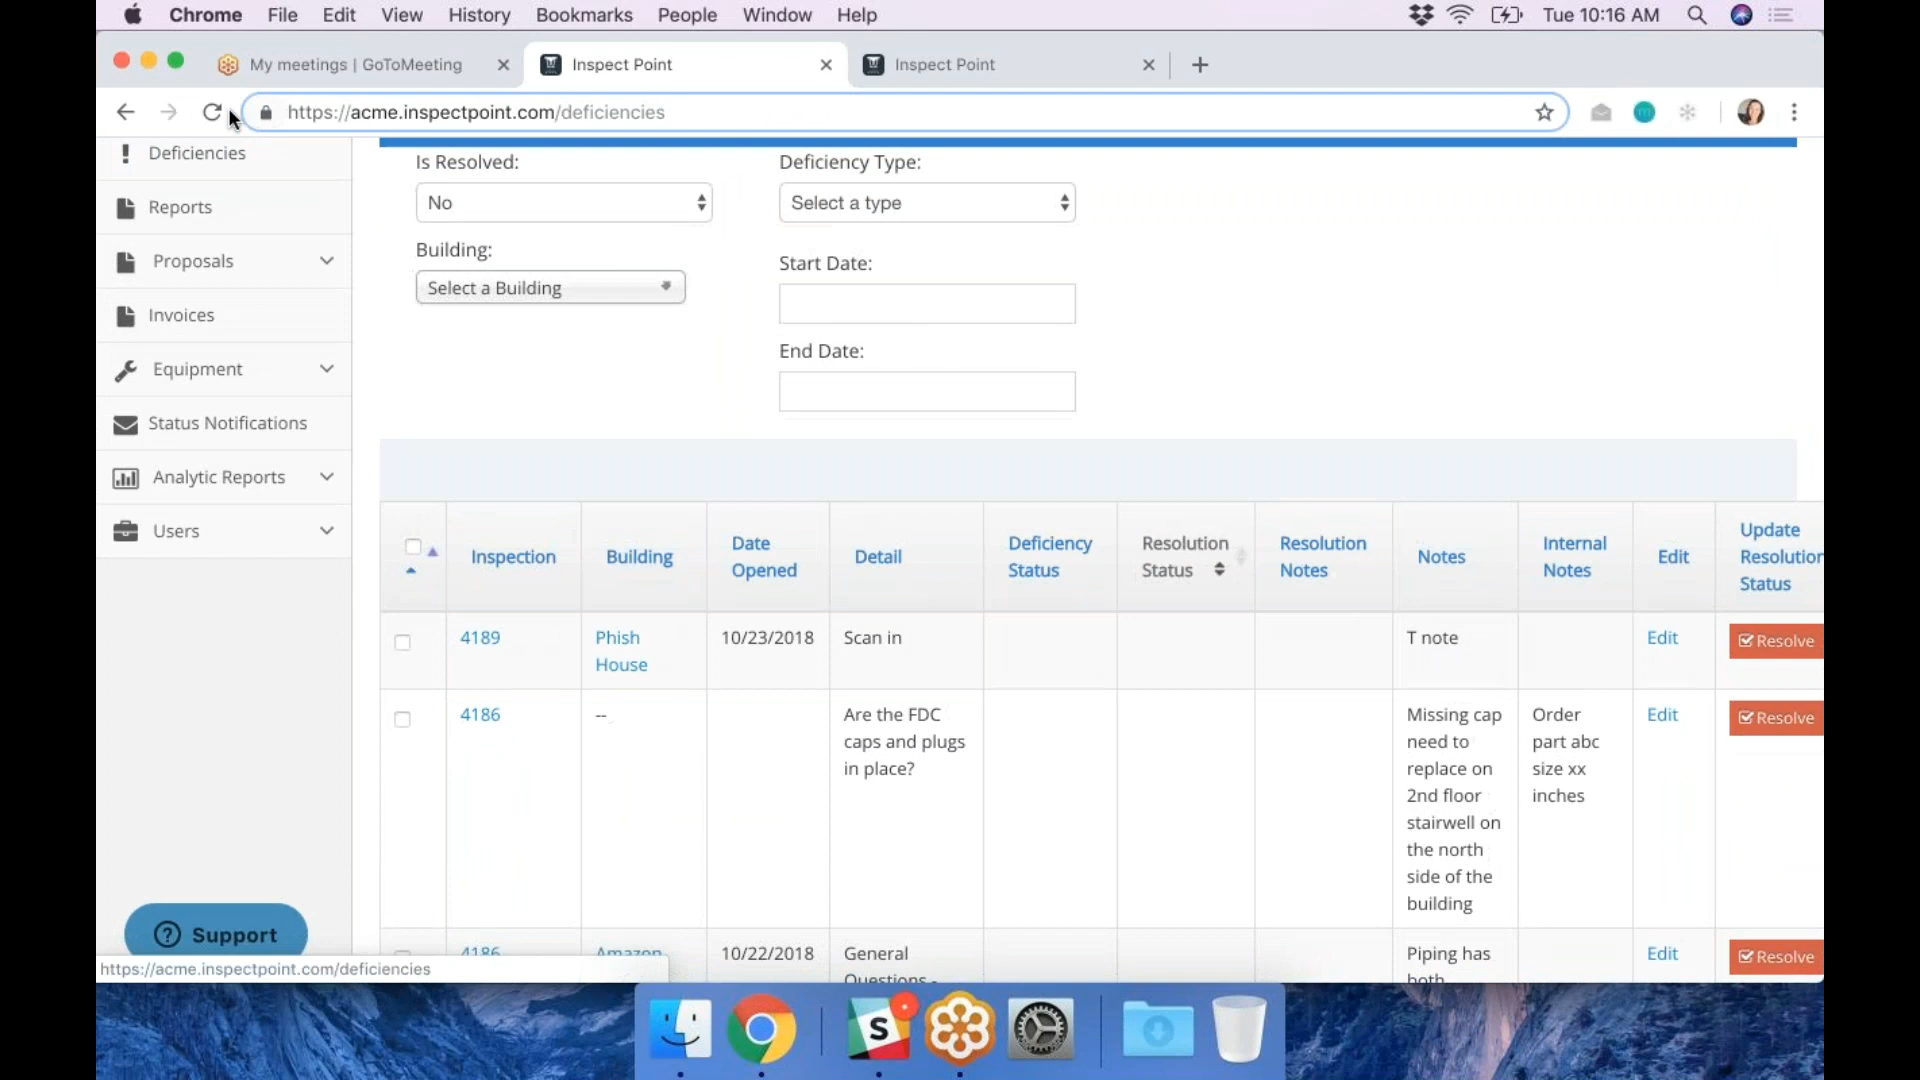 Chrome File Edit View History Bookmarks People Window Help Tue 10:16 AM
My meetings | GoToMeeting Inspect Point Inspect Point
https://acme.inspectpoint.com/deficiencies
Deficiencies
Reports
Proposals
Invoices
Equipment
Status Notifications
Analytic Reports
Users
Support
https://acme.inspectpoint.com/deficiencies
Is Resolved:
No
Building:
Select a Building
Deficiency Type:
Select a type
Start Date:
End Date:
Inspection
Building
Date
Opened
Detail
Deficiency
Status
Resolution
Status
Resolution
Notes
Notes
Internal
Notes
Edit
Update
Resolution
Status
4189
Phish
House
10/23/2018
Scan in
T note
Edit
Resolve
4186
--
Are the FDC
caps and plugs
in place?
Missing cap
need to
replace on
2nd floor
stairwell on
the north
side of the
building
Order
part abc
size xx
inches
Edit
Resolve
4186
Amazon
10/22/2018
General
Questions -
Piping has
both
Edit
Resolve
S